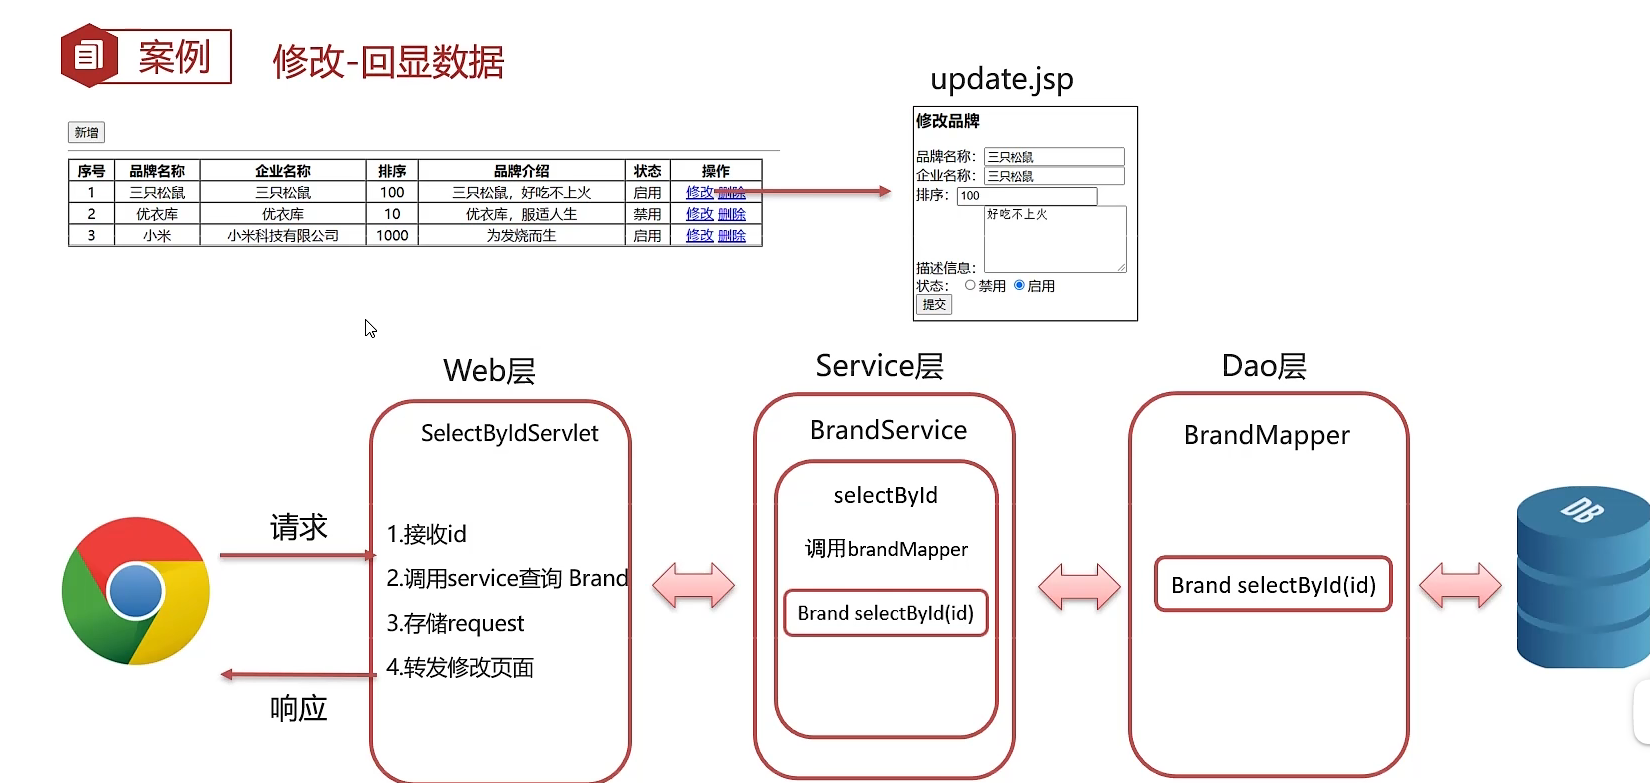 案例
修改-回显数据
update.jsp
新增
序号 品牌名称 企业名称 排序 品牌介绍 状态 操作
1 三只松鼠 三只松鼠 100 三只松鼠，好吃不上火 启用 修改 删除
2 优衣库 优衣库 10 优衣库，服适人生 禁用 修改 删除
3 小米 小米科技有限公司 1000 为发烧而生 启用 修改 删除
修改品牌
品牌名称： 三只松鼠
企业名称： 三只松鼠
排序： 100
好吃不上火
描述信息：
状态： 禁用 启用
提交
Web层
SelectByIdServlet
请求
1.接收id
2.调用service查询 Brand
3.存储request
4.转发修改页面
响应
Service层
BrandService
selectById
调用brandMapper
Brand selectById(id)
Dao层
BrandMapper
Brand selectById(id)
DB